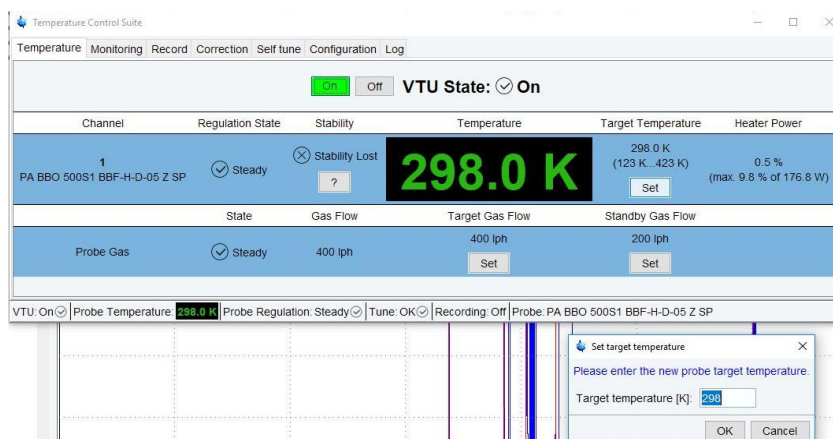 Temperature Control Suite
Temperature Monitoring Record Correction Self tune Configuration Log
On Off VTU State: On
Channel Regulation State Stability Temperature Target Temperature Heater Power
1
PA BBO 500S1 BBF-H-D-05 Z SP
Steady
Stability Lost
?
298.0 K
298.0 K
(123 K...423 K)
Set
0.5 %
(max. 9.8 % of 176.8 W)
State Gas Flow Target Gas Flow Standby Gas Flow
Probe Gas Steady 400 lph
400 lph
Set
200 lph
Set
VTU: On Probe Temperature: 298.0 K Probe Regulation: Steady Tune: OK Recording: Off Probe: PA BBO 500S1 BBF-H-D-05 Z SP
Set target temperature
Please enter the new probe target temperature.
Target temperature [K]: 298
OK Cancel